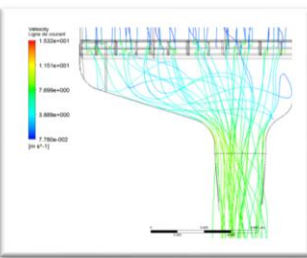 Velocity
Ligne de courant
1.532e+001
1.151e+001
7.699e+000
3.889e+000
7.780e-002
[m s^-1]